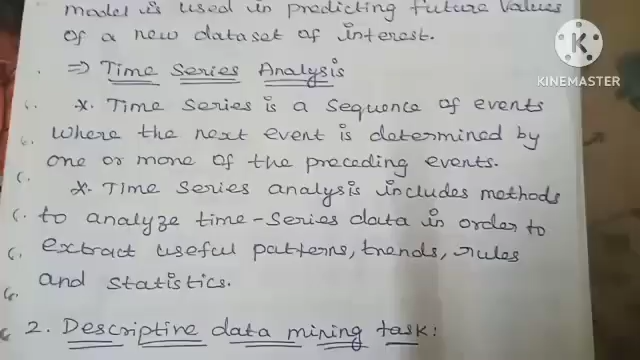 model is used in predicting future values
of a new dataset of interest.
⇒ Time Series Analysis
KINEMASTER
*. Time series is a sequence of events
where the next event is determined by
one or more of the preceding events.
*. Time series analysis includes methods
to analyze time-series data in order to
extract useful patterns, trends, rules
and statistics.
2. Descriptive data mining task: